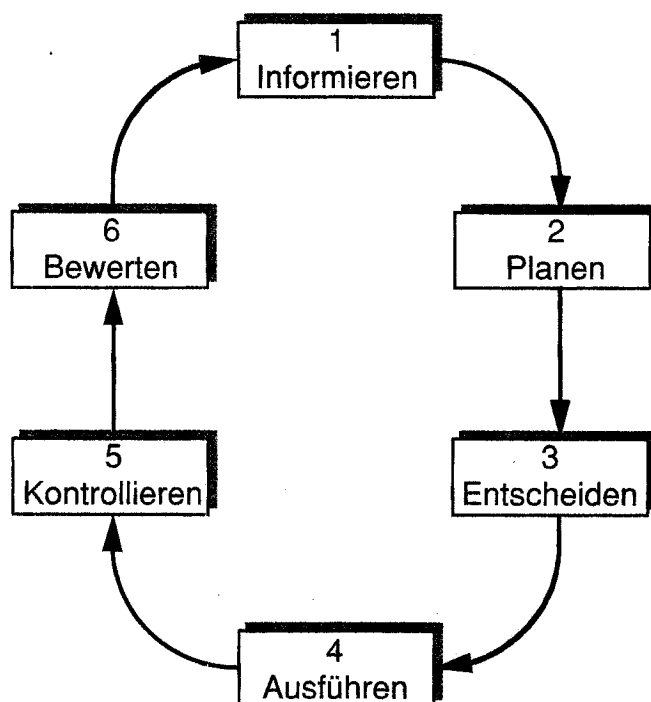 1
Informieren
2
Planen
3
Entscheiden
4
Ausführen
5
Kontrollieren
6
Bewerten